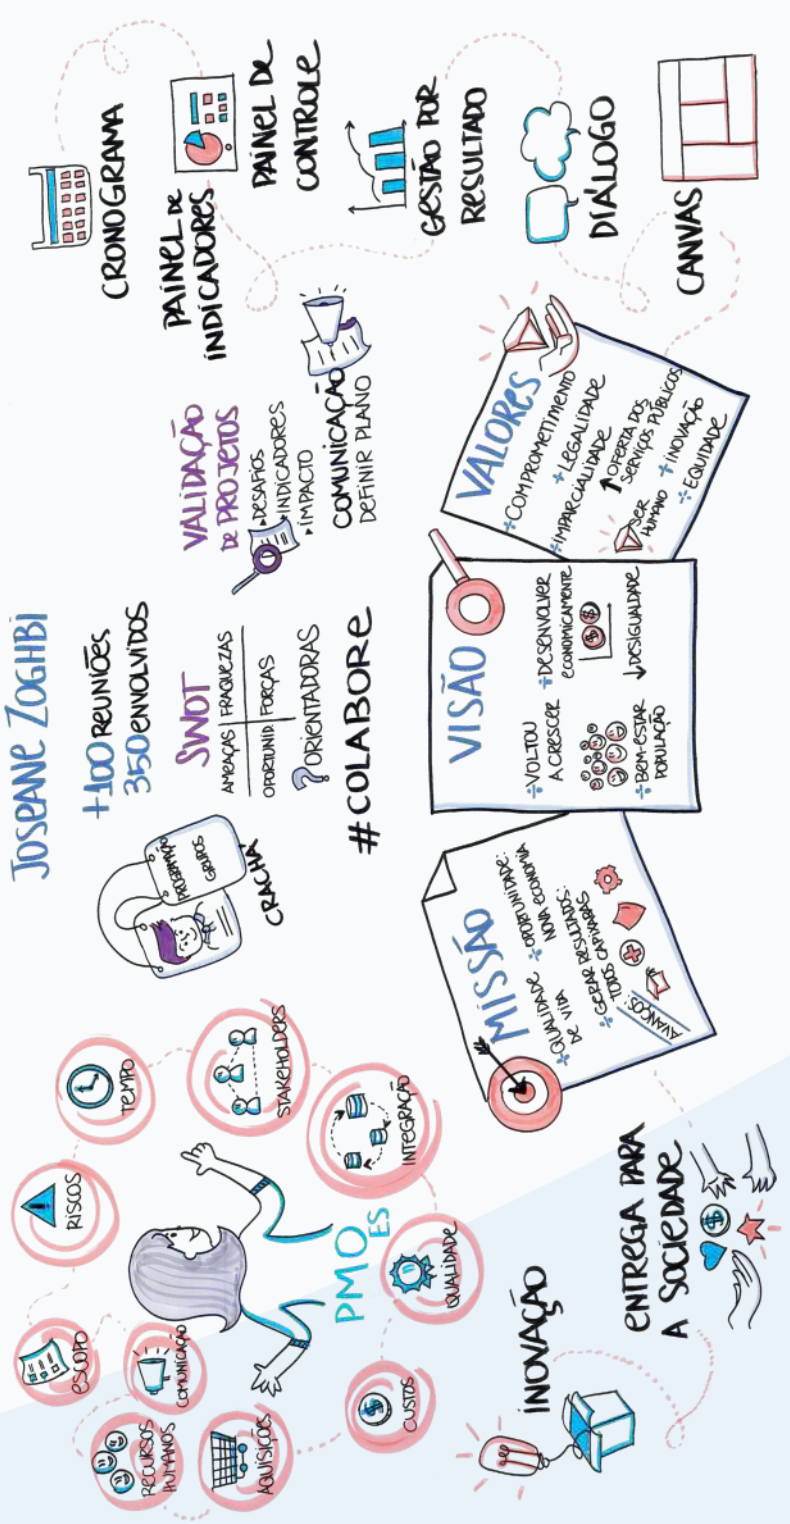 JOSEANE ZOGHBI
ESCOPO
RISCOS
TEMPO
STAKEHOLDERS
INTEGRAÇÃO
QUALIDADE
CUSTOS
AQUISIÇÕES
RECURSOS
HUMANOS
COMUNICAÇÃO
PMO
ES
PROGRAMAÇÃO
GRUPOS
CRACHÁ
+100 REUNIÕES
350 ENVOLVIDOS
SWOT
AMEAÇAS FRAQUEZAS
OPORTUNID. FORÇAS
? ORIENTADORAS
#COLABORE
VALIDAÇÃO
DE PROJETOS
▸DESAFIOS
▸INDICADORES
▸IMPACTO
COMUNICAÇÃO
DEFINIR PLANO
CRONOGRAMA
PAINEL DE
INDICADORES
PAINEL DE
CONTROLE
GESTÃO POR
RESULTADO
DIÁLOGO
CANVAS
INOVAÇÃO
ENTREGA PARA
A SOCIEDADE
MISSÃO
÷QUALIDADE
DE VIDA
÷OPORTUNIDADE:
NOVA ECONOMIA
÷GERAR RESULTADOS:
TODOS CAPIXABAS
AVANÇOS:
VISÃO
÷VOLTOU
A CRESCER
÷DESENVOLVER
ECONOMICAMENTE
$ $
÷BEM-ESTAR
POPULAÇÃO
↓DESIGUALDADE
VALORES
÷COMPROMETIMENTO
÷IMPARCIALIDADE
÷LEGALIDADE
↑OFERTA DOS
SERVIÇOS PÚBLICOS
SER
HUMANO
÷INOVAÇÃO
÷EQUIDADE